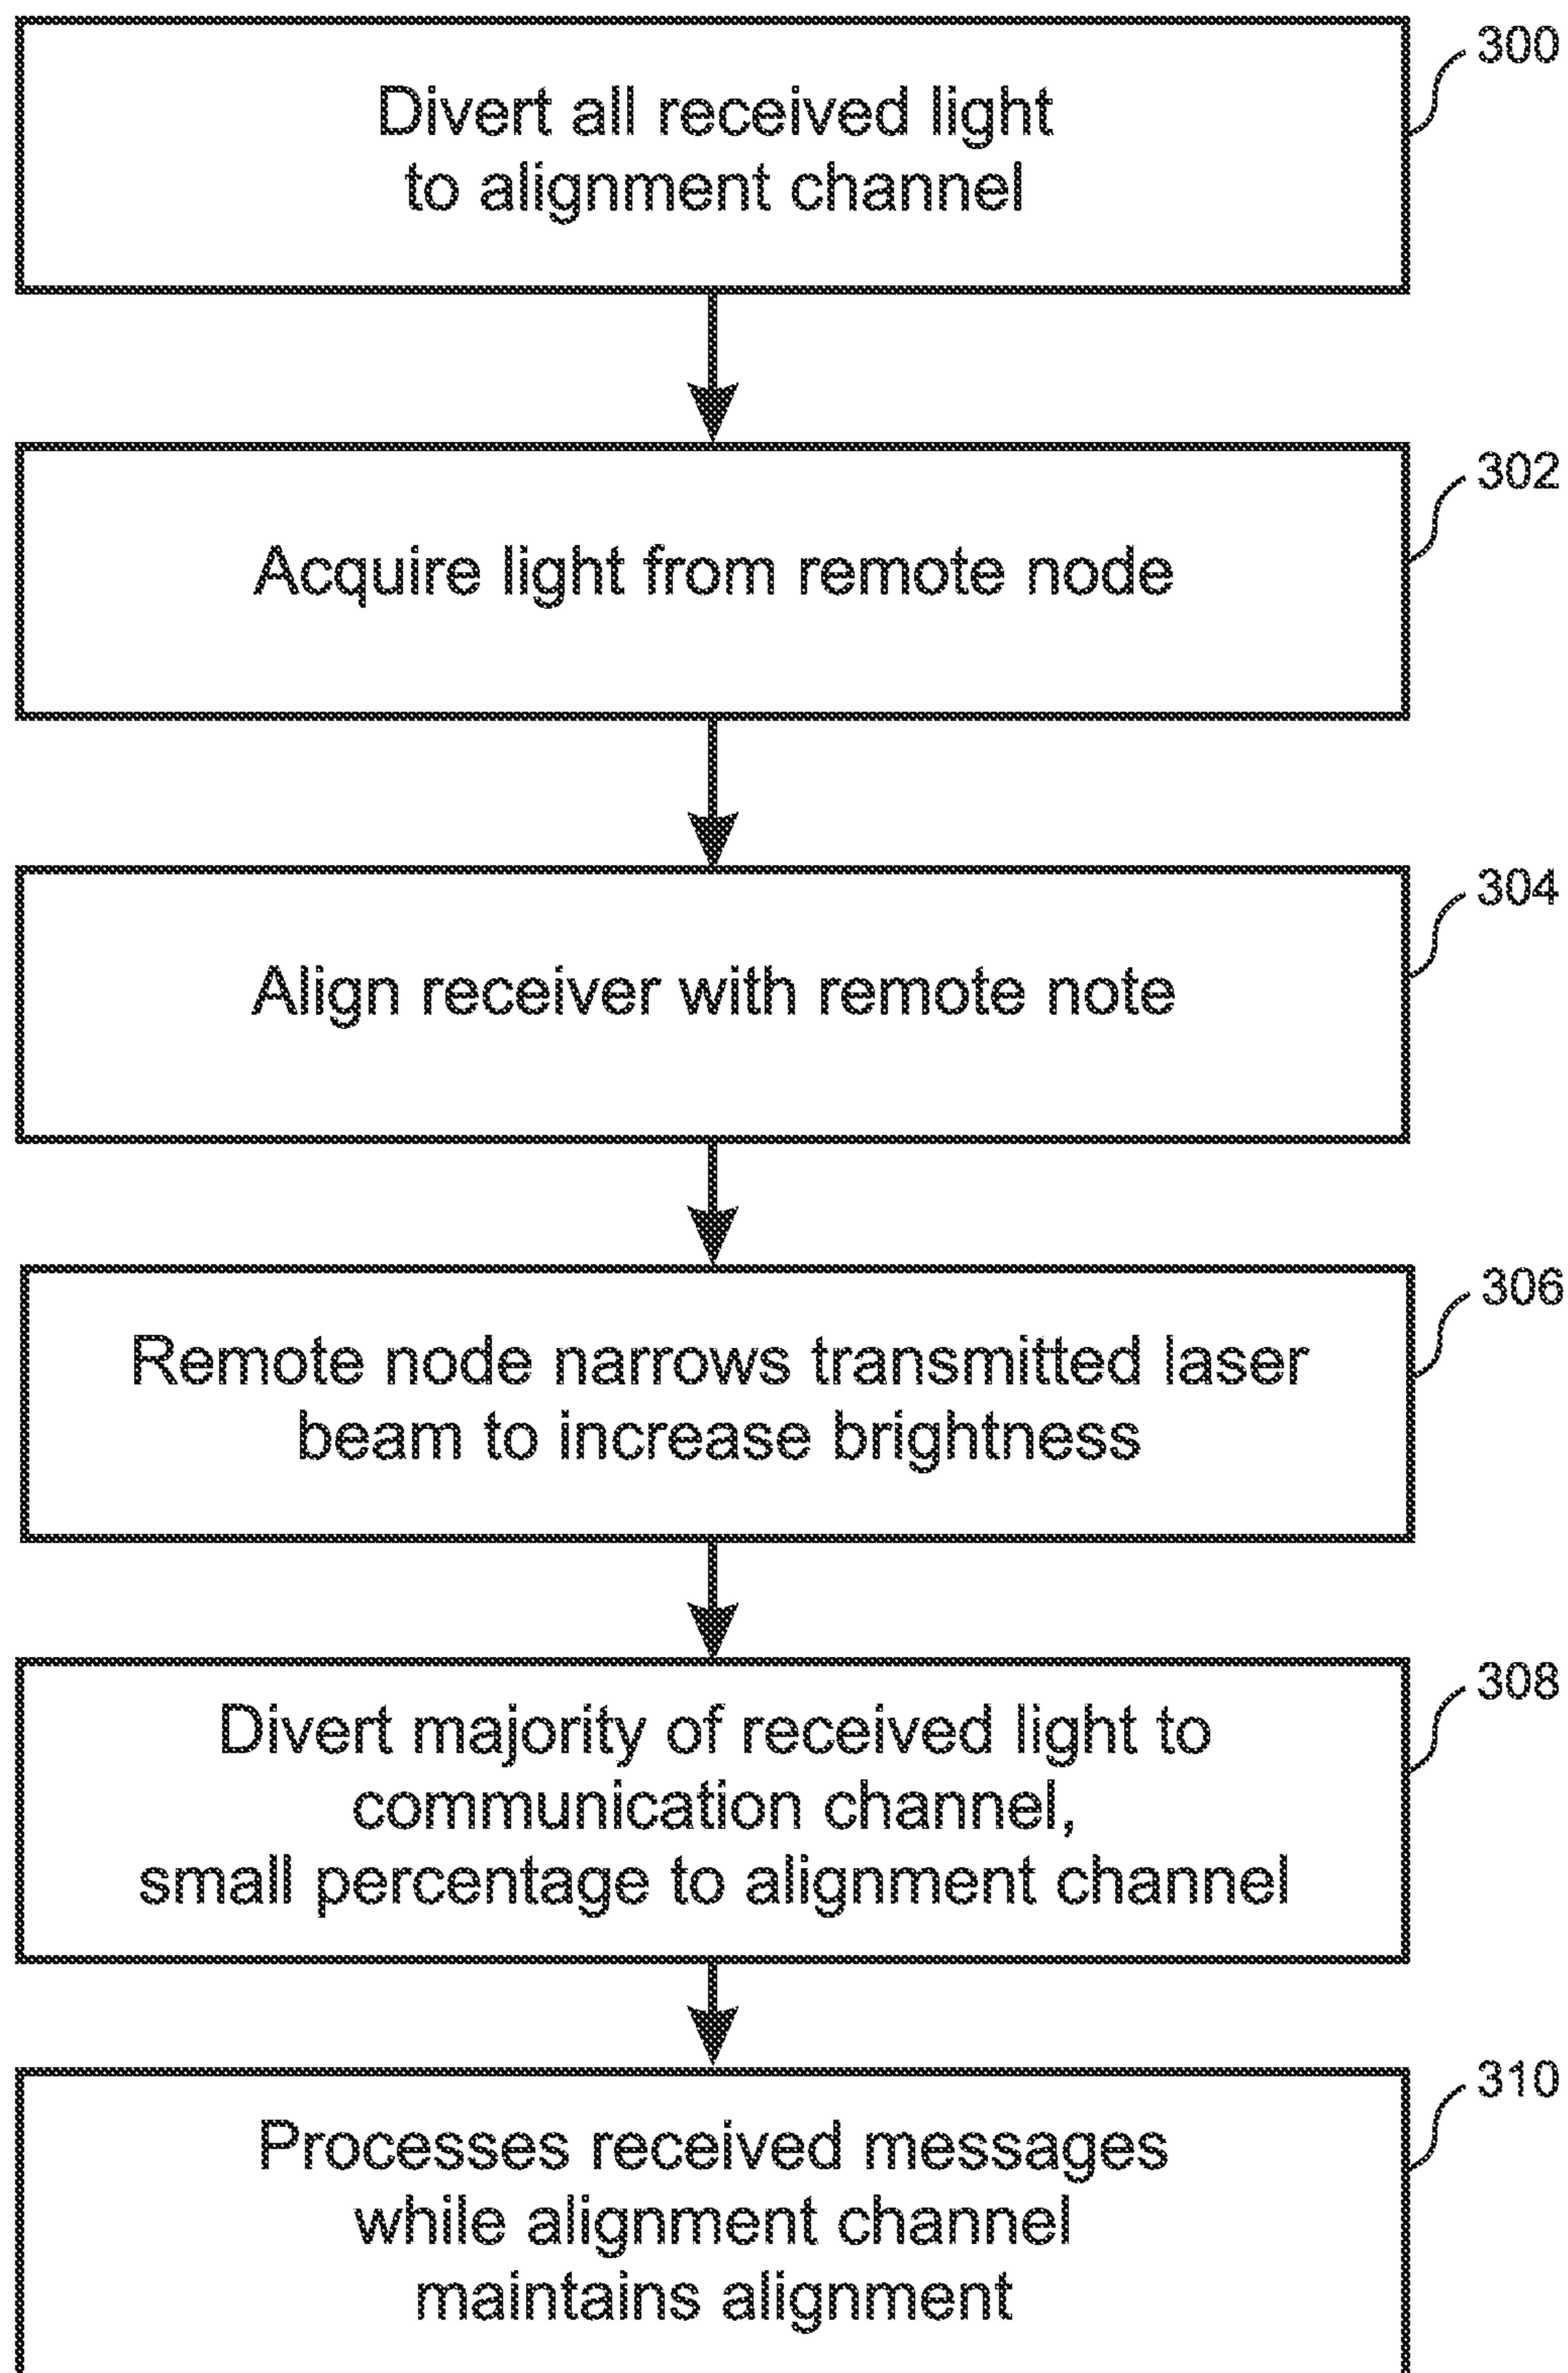 300
Divert all received light
to alignment channel
302
Acquire light from remote node
304
Align receiver with remote note
306
Remote node narrows transmitted laser
beam to increase brightness
308
Divert majority of received light to
communication channel,
small percentage to alignment channel
310
Processes received messages
while alignment channel
maintains alignment